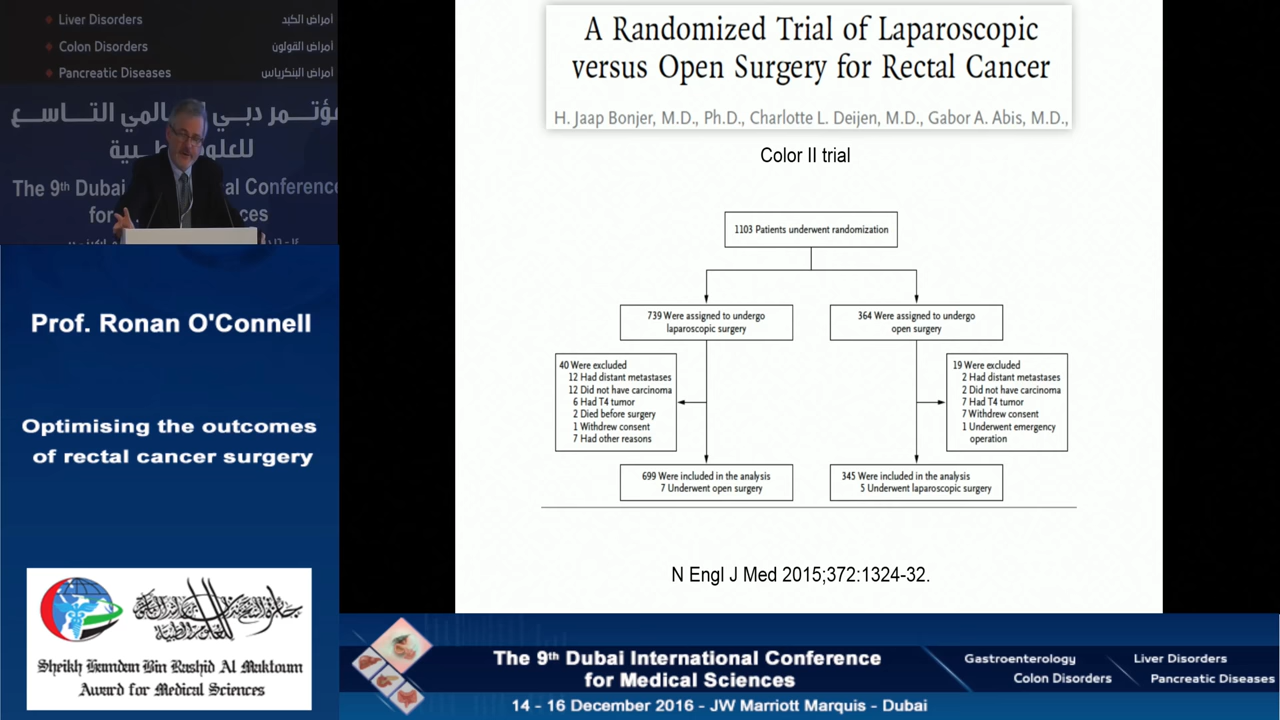 Liver Disorders
أمراض الكبد
Colon Disorders
أمراض القولون
Pancreatic Diseases
أمراض البنكرياس
التـاسـع
The 9th Dubai
al Conference
for
ces
Prof. Ronan O'Connell
Optimising the outcomes
of rectal cancer surgery
Sheikh Hamdan Bin Rashid Al Maktoum
Award for Medical Sciences
A Randomized Trial of Laparoscopic
versus Open Surgery for Rectal Cancer
H. Jaap Bonjer, M.D., Ph.D., Charlotte L. Deijen, M.D., Gabor A. Abis, M.D.,
Color II trial
1103 Patients underwent randomization
739 Were assigned to undergo
laparoscopic surgery
364 Were assigned to undergo
open surgery
40 Were excluded
12 Had distant metastases
12 Did not have carcinoma
6 Had T4 tumor
2 Died before surgery
1 Withdrew consent
7 Had other reasons
19 Were excluded
2 Had distant metastases
2 Did not have carcinoma
7 Had T4 tumor
7 Withdrew consent
1 Underwent emergency
operation
699 Were included in the analysis
7 Underwent open surgery
345 Were included in the analysis
5 Underwent laparoscopic surgery
N Engl J Med 2015;372:1324-32.
The 9th Dubai International Conference
for Medical Sciences
14 - 16 December 2016 - JW Marriott Marquis - Dubai
Gastroenterology
Liver Disorders
Colon Disorders
Pancreatic Diseases